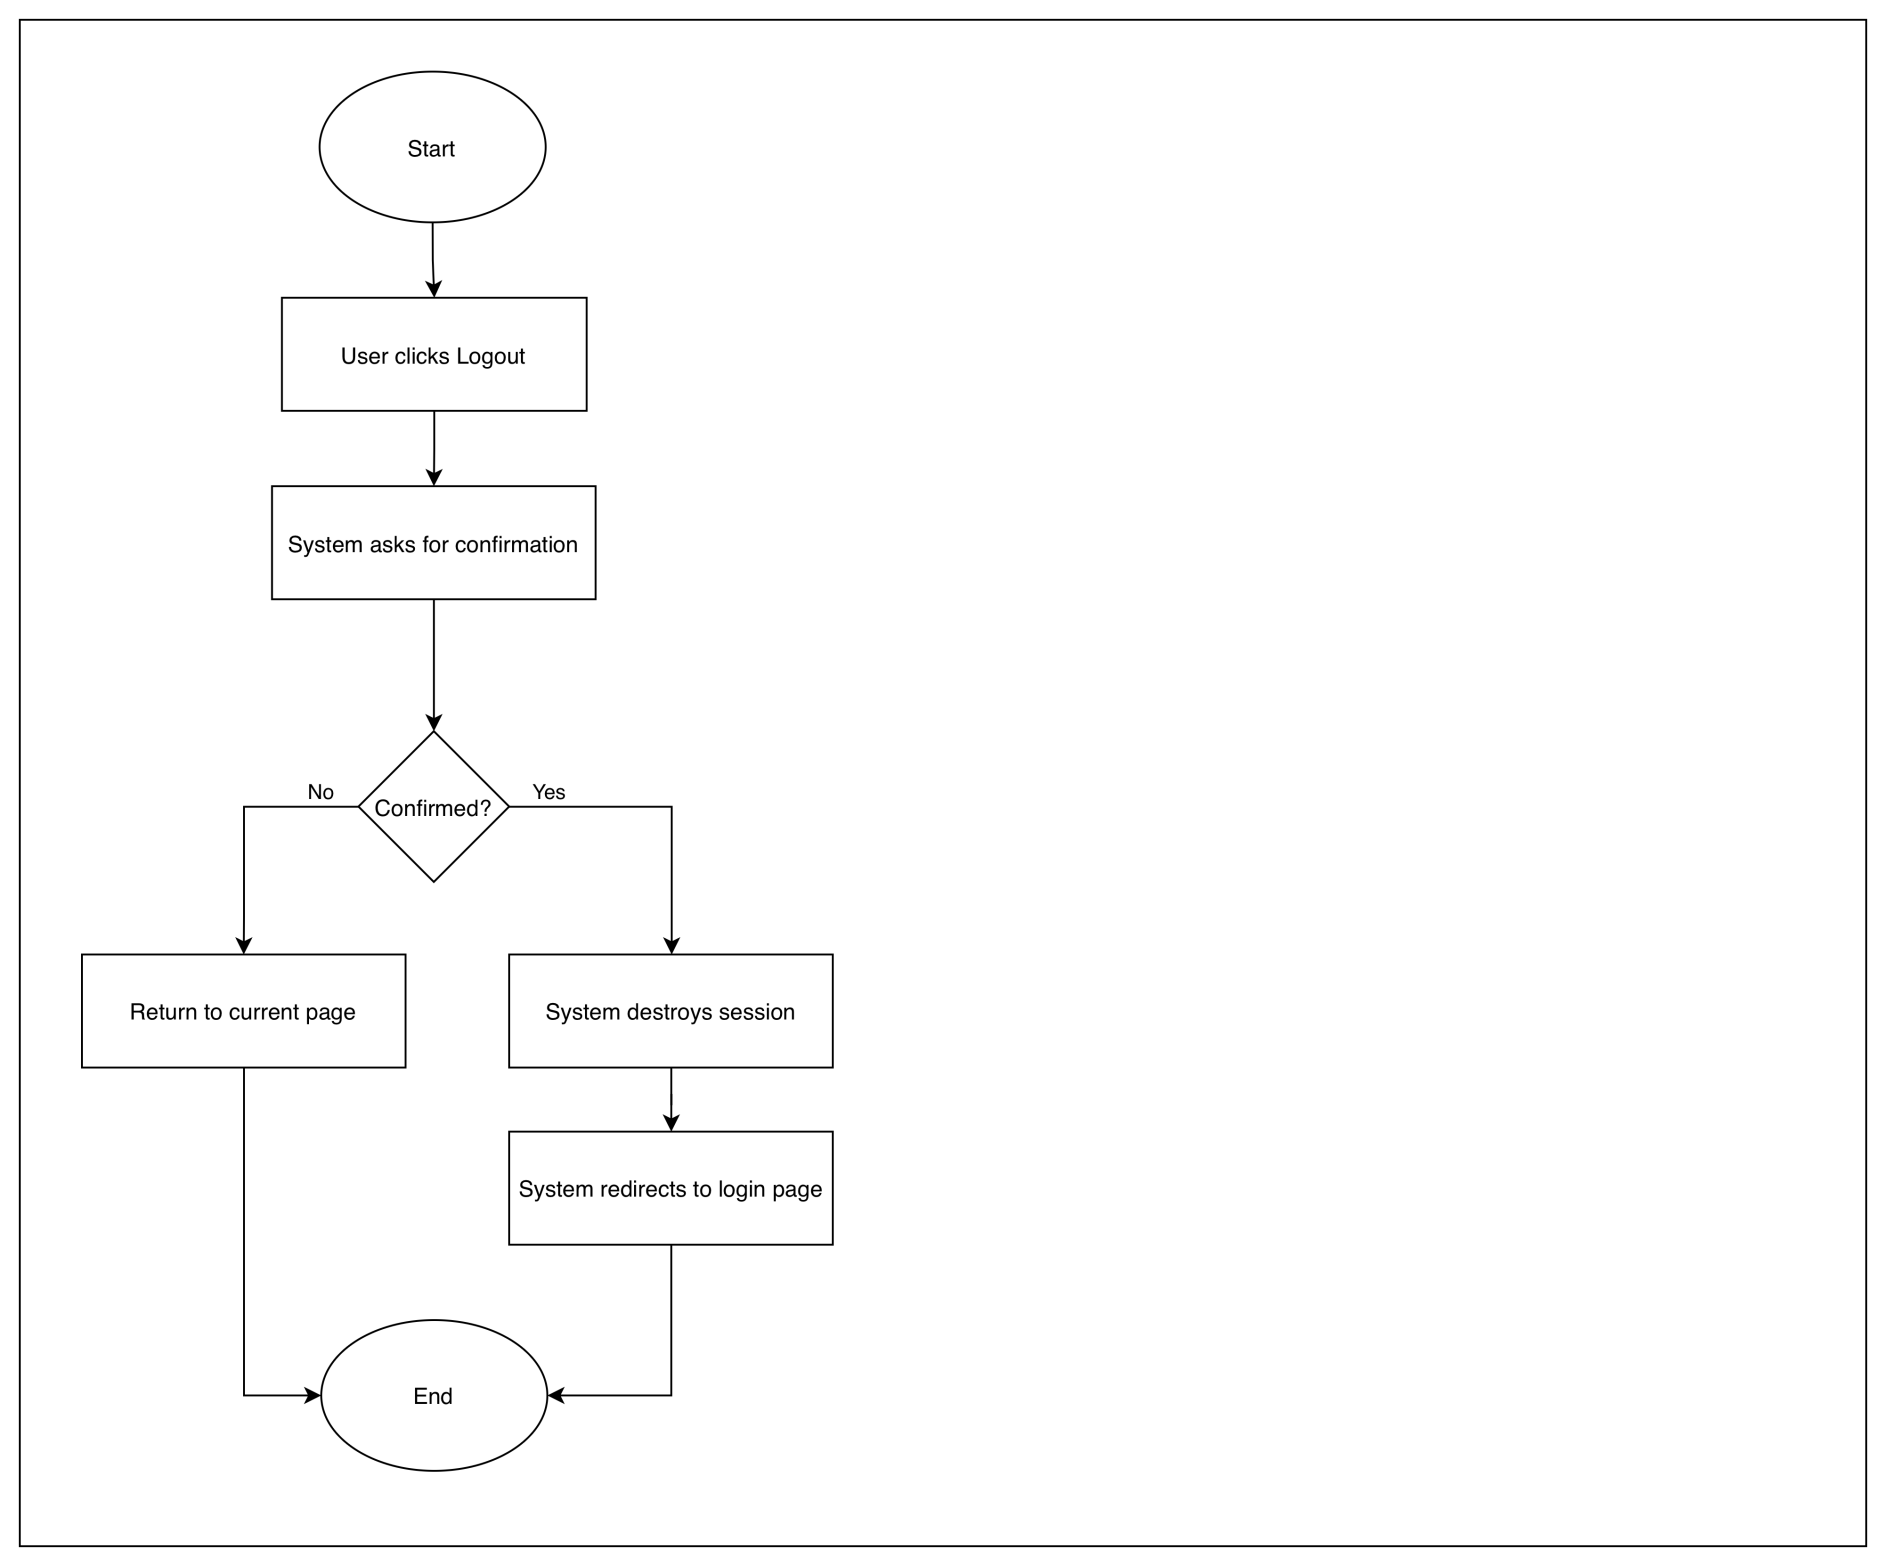 Start
User clicks Logout
System asks for confirmation
No
Yes
Confirmed?
Return to current page
System destroys session
System redirects to login page
End